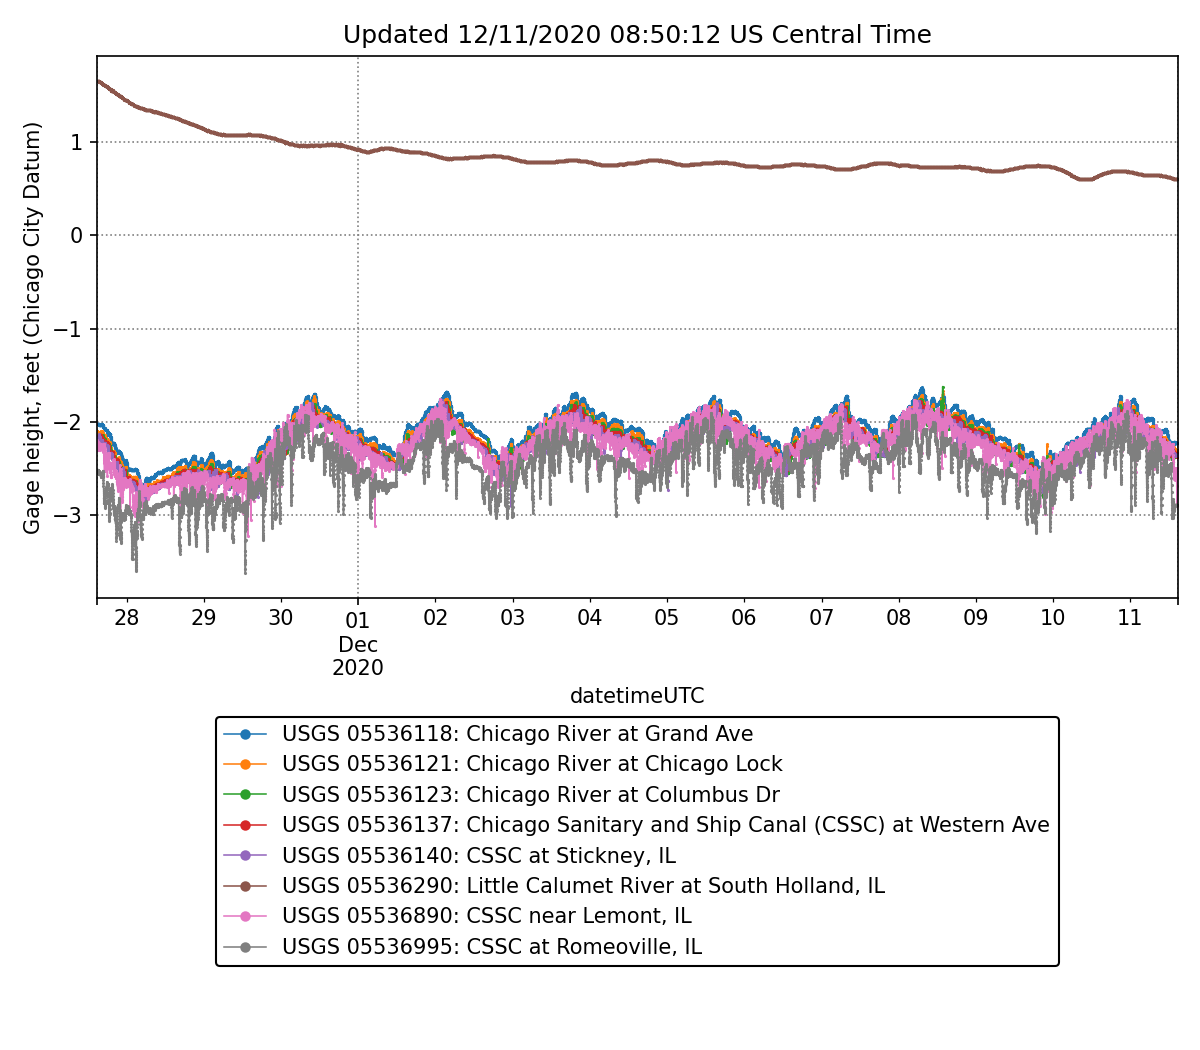 Updated 12/11/2020 08:50:12 US Central Time
Gage height, feet (Chicago City Datum)
1
0
−1
−2
−3
28 29 30 01 02 03 04 05 06 07 08 09 10 11
Dec
2020
datetimeUTC
USGS 05536118: Chicago River at Grand Ave
USGS 05536121: Chicago River at Chicago Lock
USGS 05536123: Chicago River at Columbus Dr
USGS 05536137: Chicago Sanitary and Ship Canal (CSSC) at Western Ave
USGS 05536140: CSSC at Stickney, IL
USGS 05536290: Little Calumet River at South Holland, IL
USGS 05536890: CSSC near Lemont, IL
USGS 05536995: CSSC at Romeoville, IL